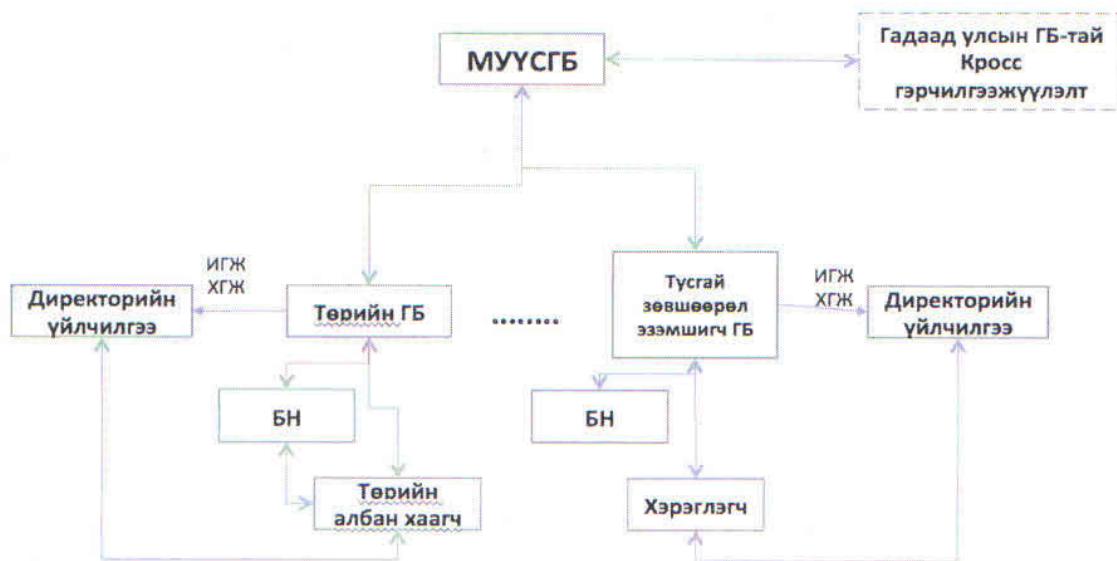 МУҮСГБ
Гадаад улсын ГБ-тай
Кросс
гэрчилгээжүүлэлт
ИГЖ
ХГЖ
Директорийн
үйлчилгээ
Төрийн ГБ
........
Тусгай
зөвшөөрөл
эзэмшигч ГБ
ИГЖ
ХГЖ
Директорийн
үйлчилгээ
БН
БН
Төрийн
албан хаагч
Хэрэглэгч